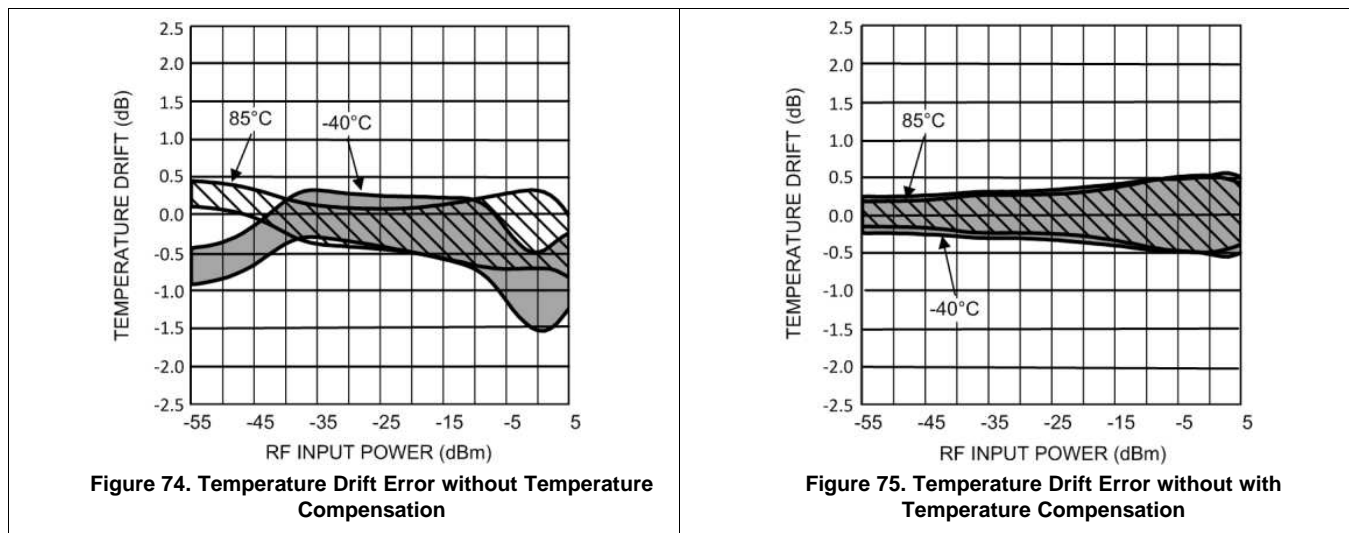 2.5
2.0
1.5
1.0
0.5
0.0
-0.5
-1.0
-1.5
-2.0
-2.5
TEMPERATURE DRIFT (dB)
85°C
-40°C
-55 -45 -35 -25 -15 -5 5
RF INPUT POWER (dBm)
Figure 74. Temperature Drift Error without Temperature
Compensation
2.5
2.0
1.5
1.0
0.5
0.0
-0.5
-1.0
-1.5
-2.0
-2.5
TEMPERATURE DRIFT (dB)
85°C
-40°C
-55 -45 -35 -25 -15 -5 5
RF INPUT POWER (dBm)
Figure 75. Temperature Drift Error without with
Temperature Compensation